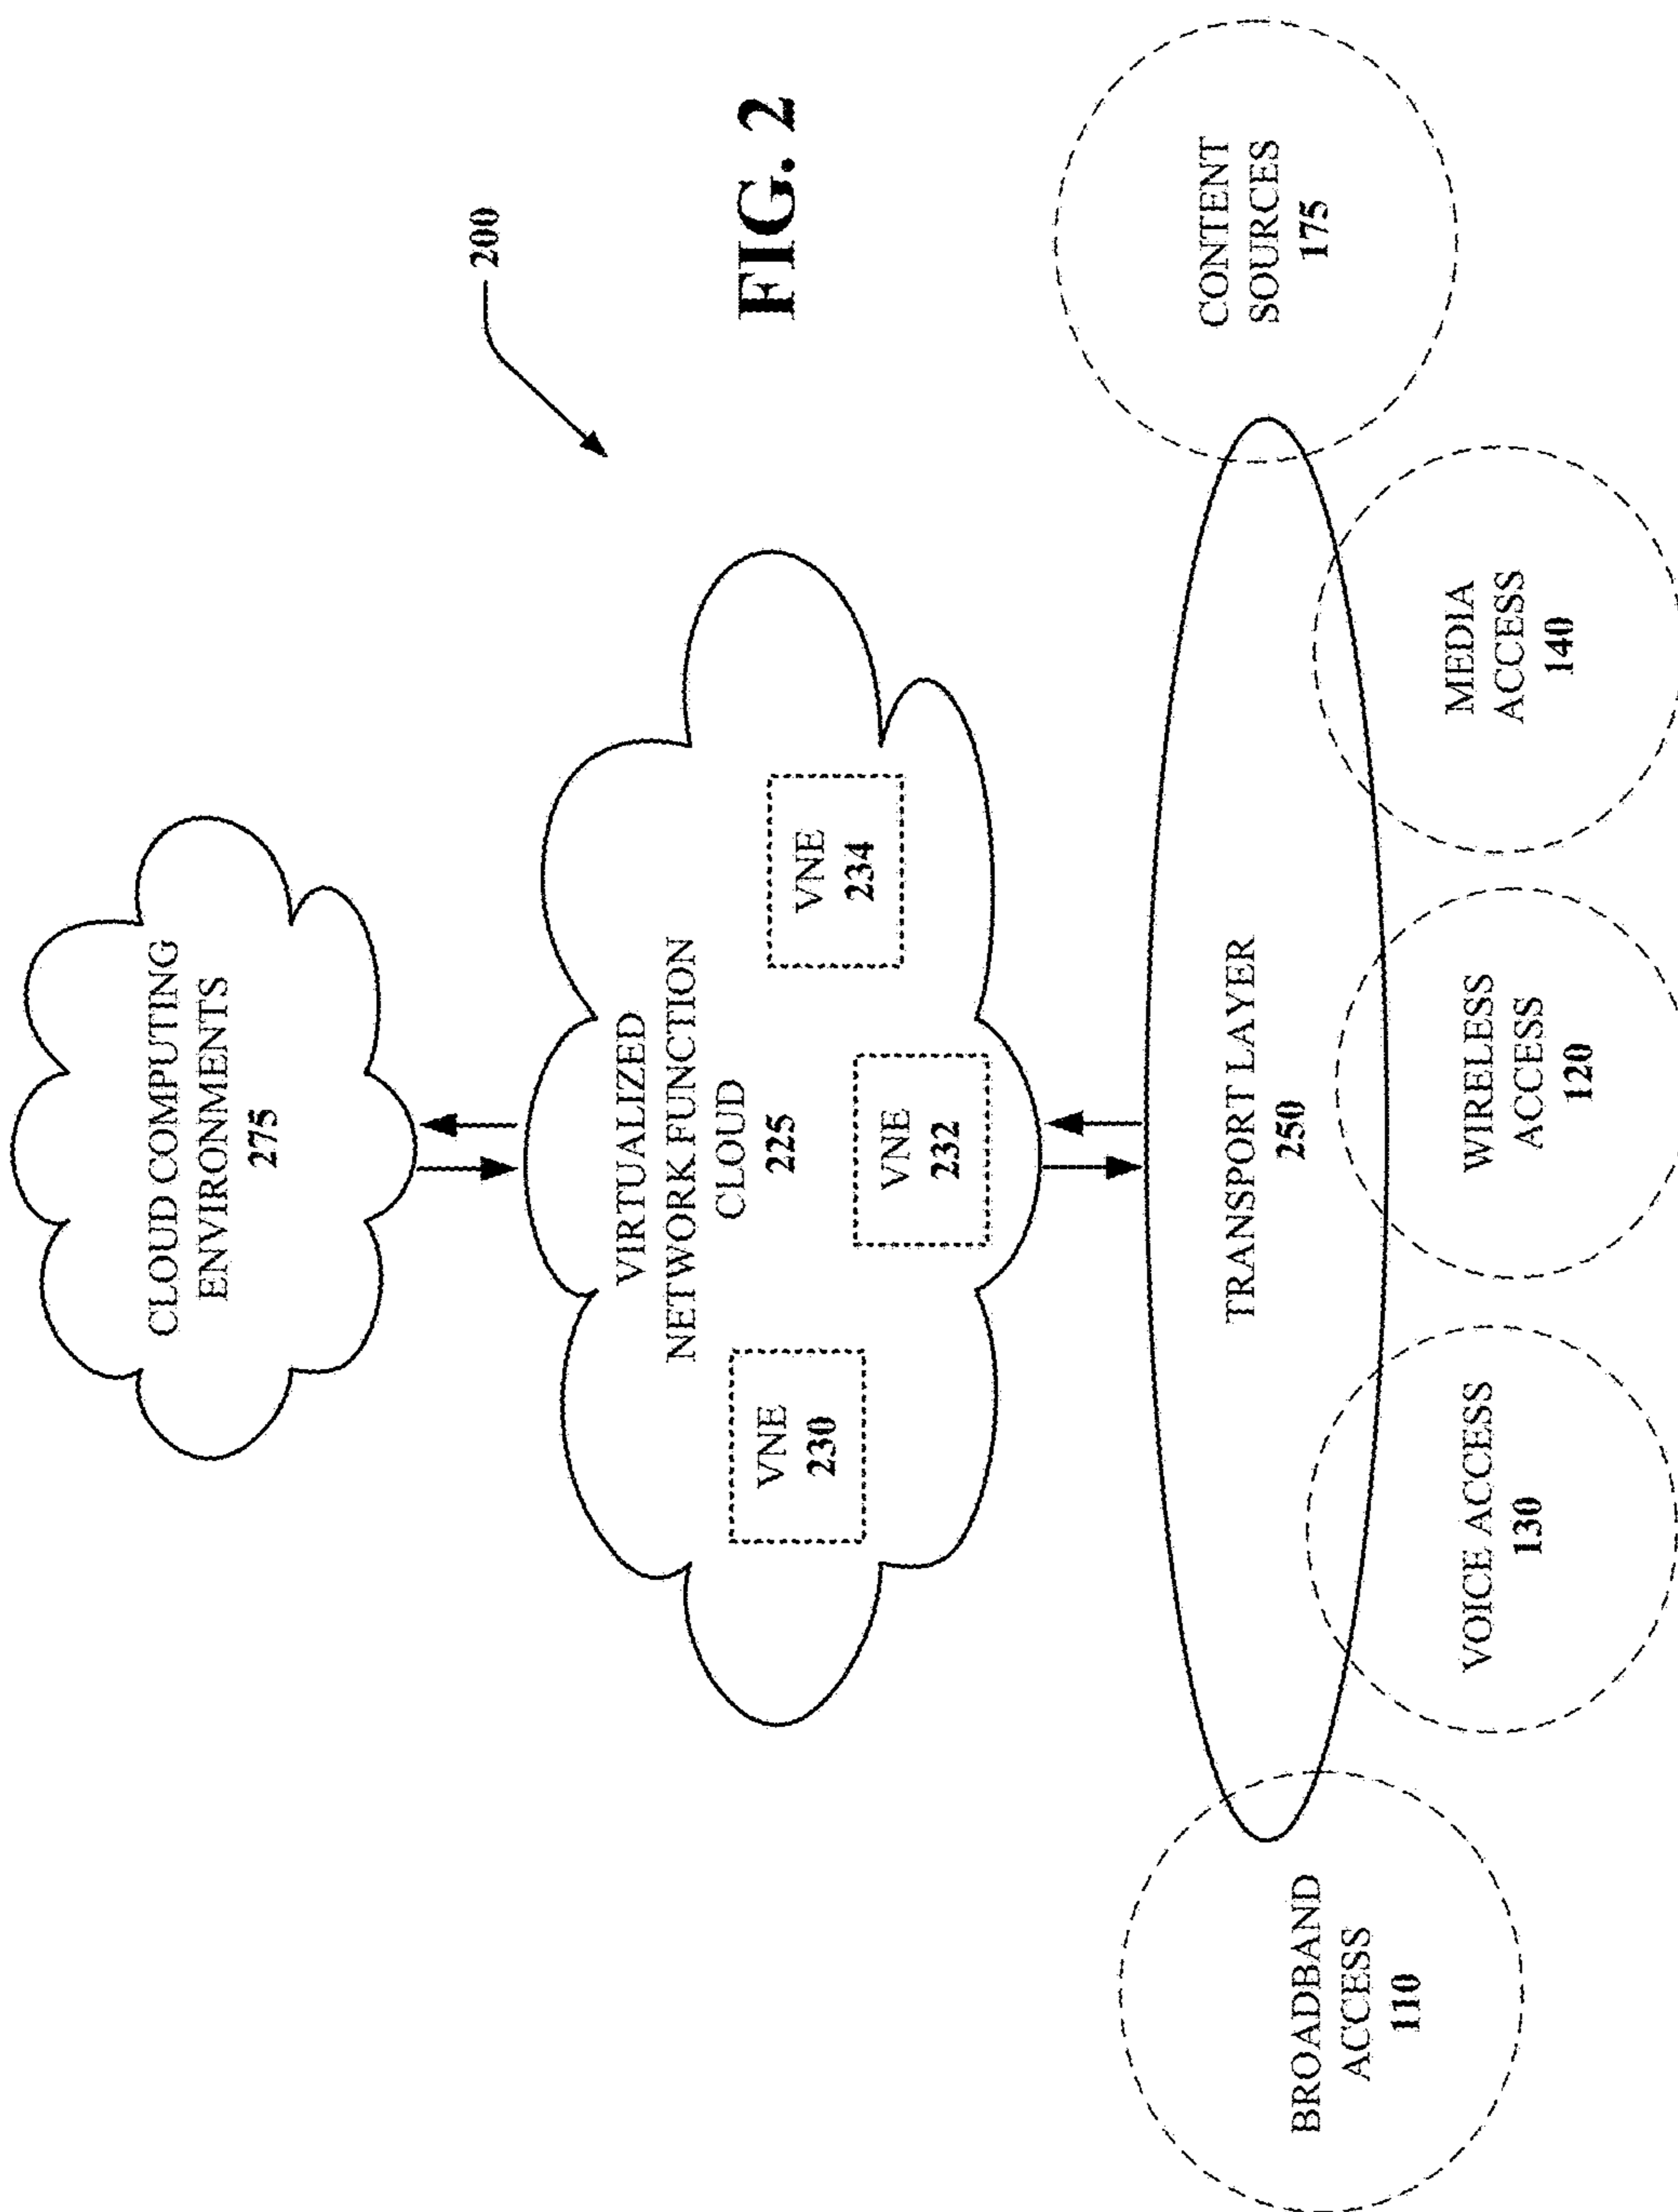 200
CLOUD COMPUTING
ENVIRONMENTS
275
VIRTUALIZED
NETWORK FUNCTION
CLOUD
225
VNE
230
VNE
232
VNE
234
FIG. 2
TRANSPORT LAYER
250
BROADBAND
ACCESS
110
VOICE ACCESS
130
WIRELESS
ACCESS
120
MEDIA
ACCESS
140
CONTENT
SOURCES
175